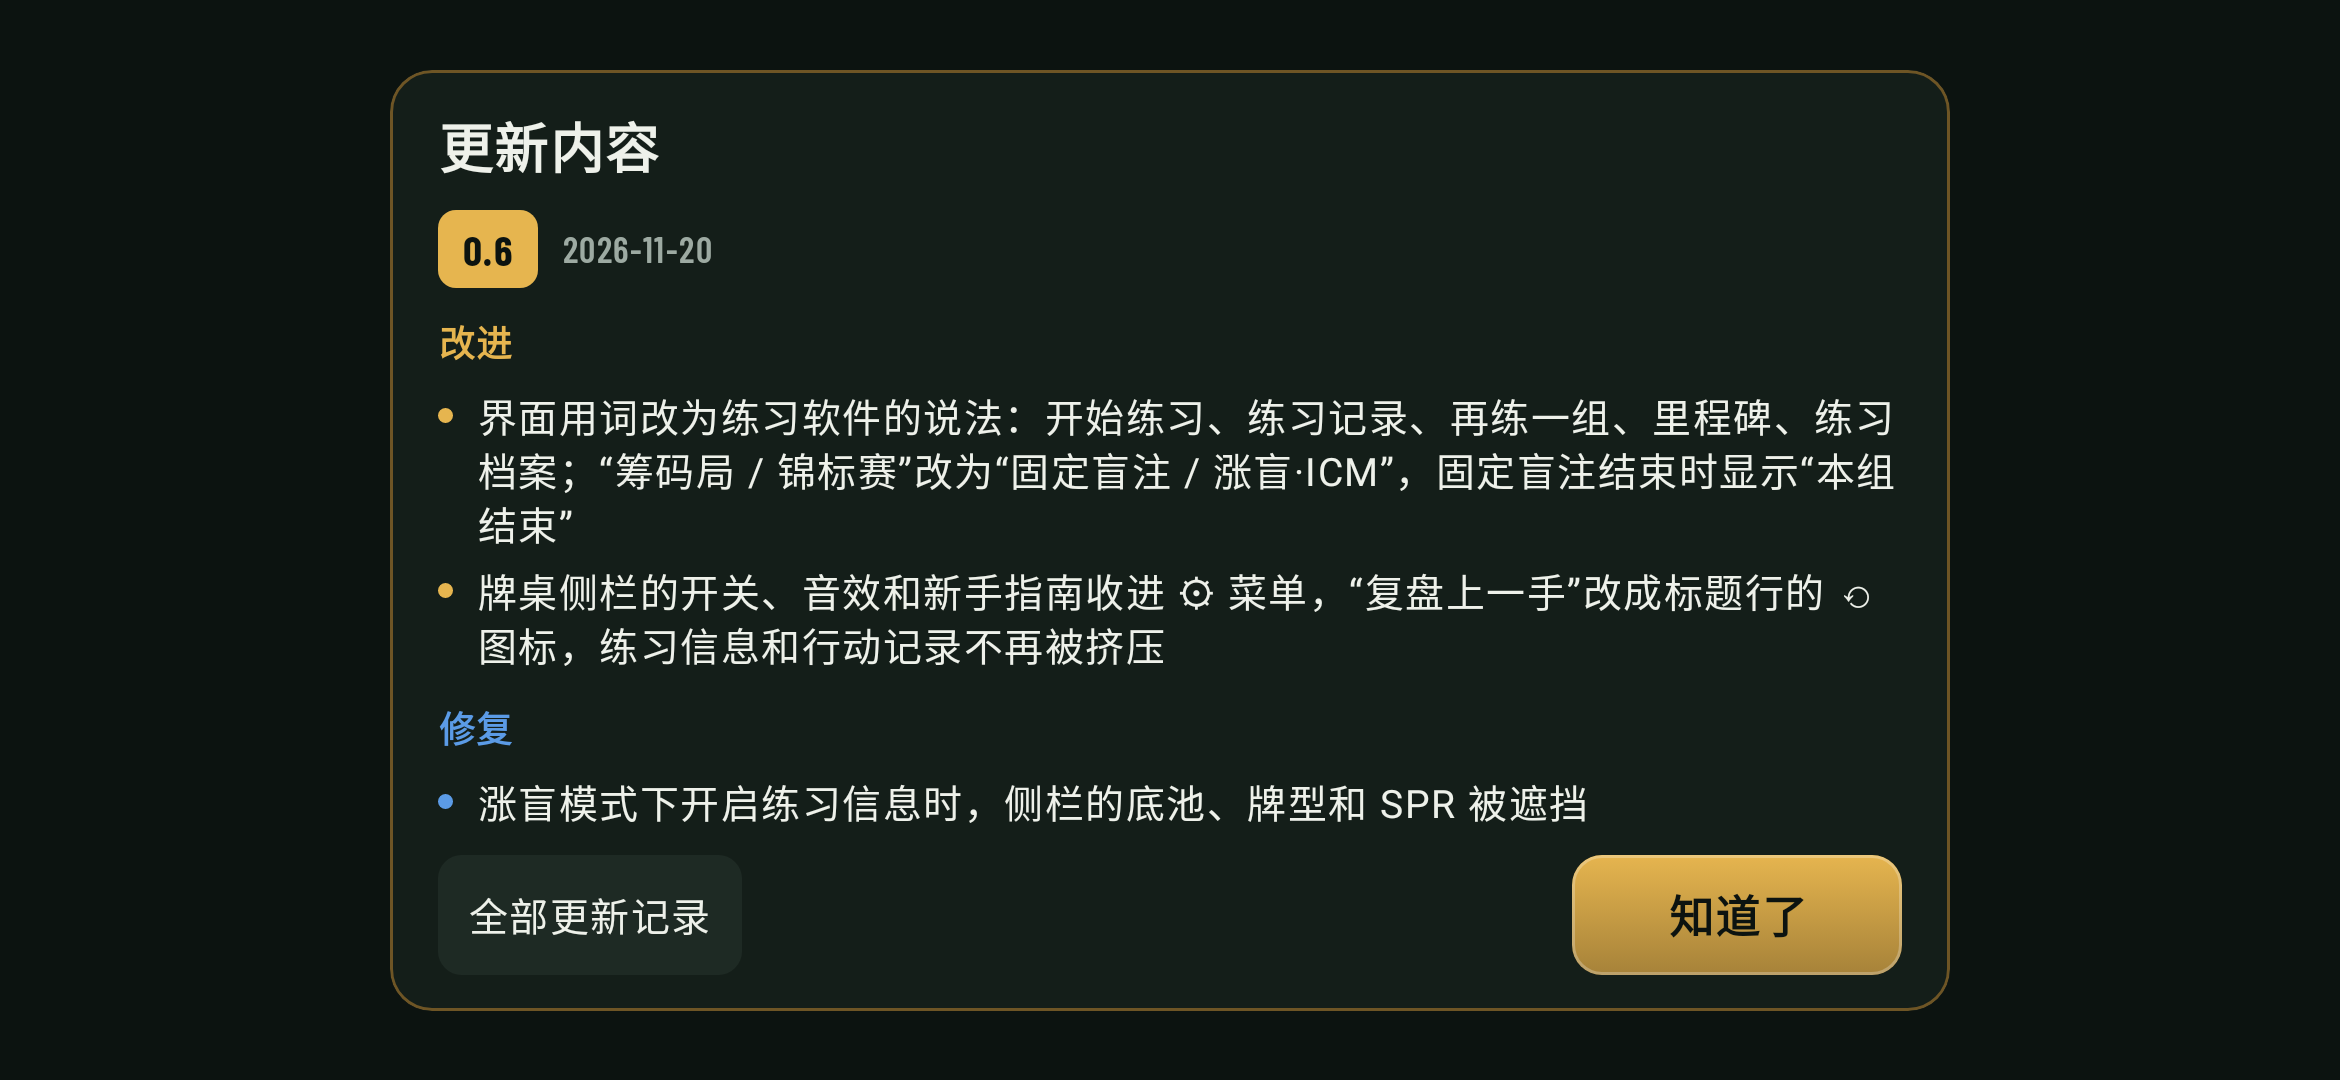 更新内容
0.6 2026-11-20
改进
界面用词改为练习软件的说法：开始练习、练习记录、再练一组、里程碑、练习
档案；“筹码局 / 锦标赛”改为“固定盲注 / 涨盲·ICM”，固定盲注结束时显示“本组
结束”
牌桌侧栏的开关、音效和新手指南收进 ⚙ 菜单，“复盘上一手”改成标题行的 ⟲
图标，练习信息和行动记录不再被挤压
修复
涨盲模式下开启练习信息时，侧栏的底池、牌型和 SPR 被遮挡
全部更新记录
知道了